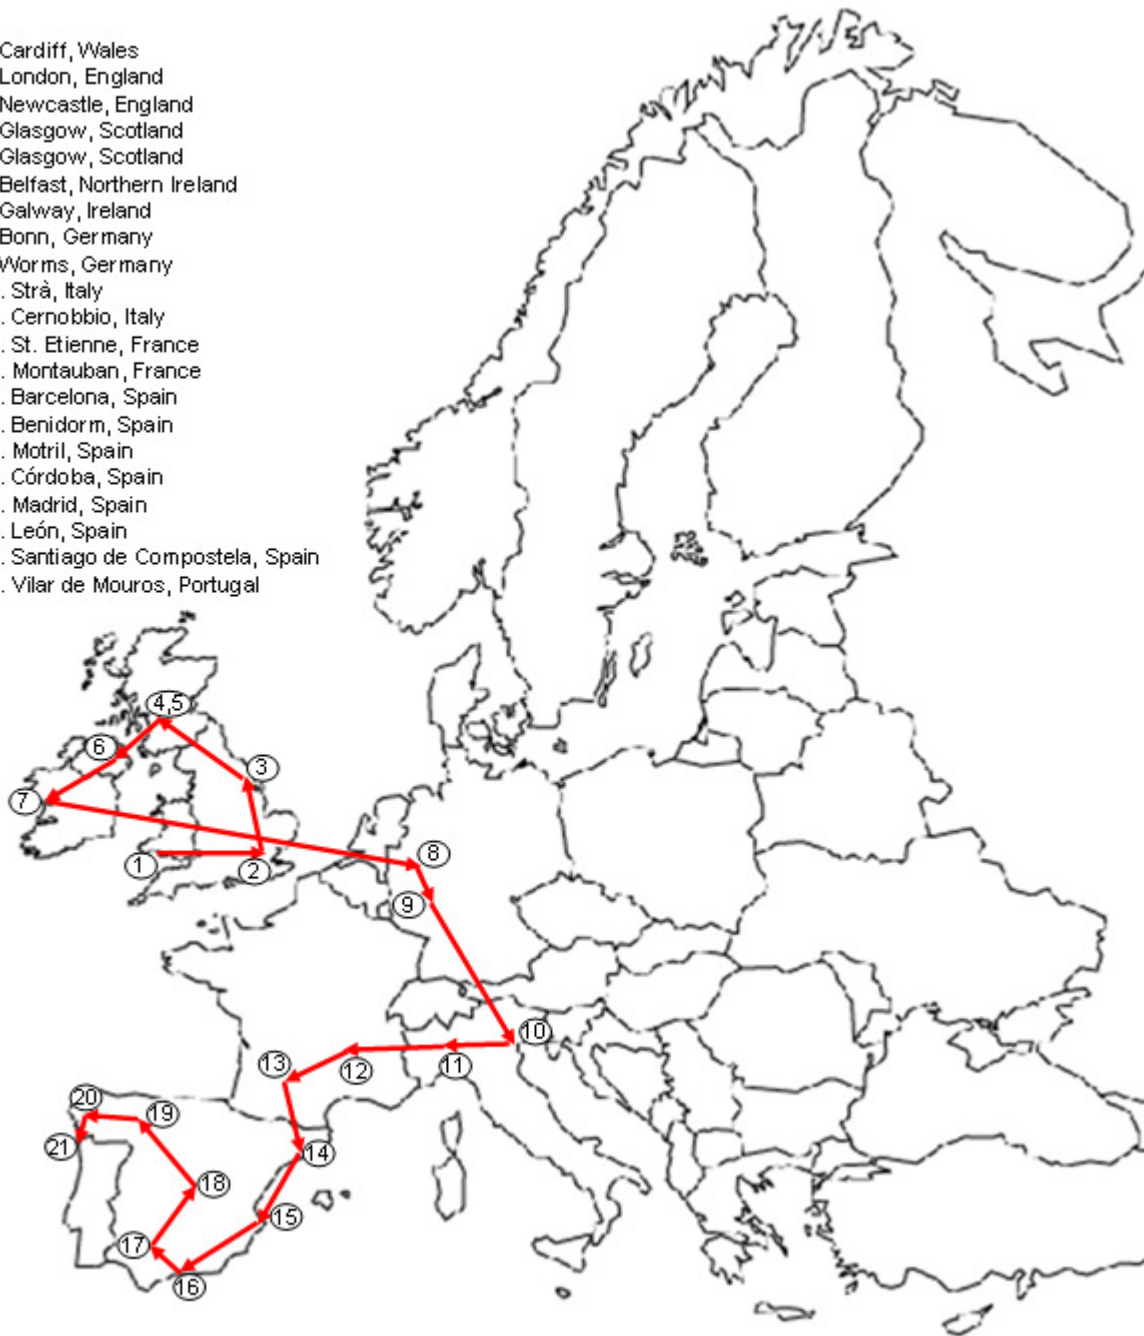 Cardiff, Wales
London, England
Newcastle, England
Glasgow, Scotland
Glasgow, Scotland
Belfast, Northern Ireland
Galway, Ireland
Bonn, Germany
Worms, Germany
. Strà, Italy
. Cernobbio, Italy
. St. Etienne, France
. Montauban, France
. Barcelona, Spain
. Benidorm, Spain
. Motril, Spain
. Córdoba, Spain
. Madrid, Spain
. León, Spain
. Santiago de Compostela, Spain
. Vilar de Mouros, Portugal
4,5
6
3
7
1
2
8
9
10
11
12
13
20
19
21
14
18
15
17
16